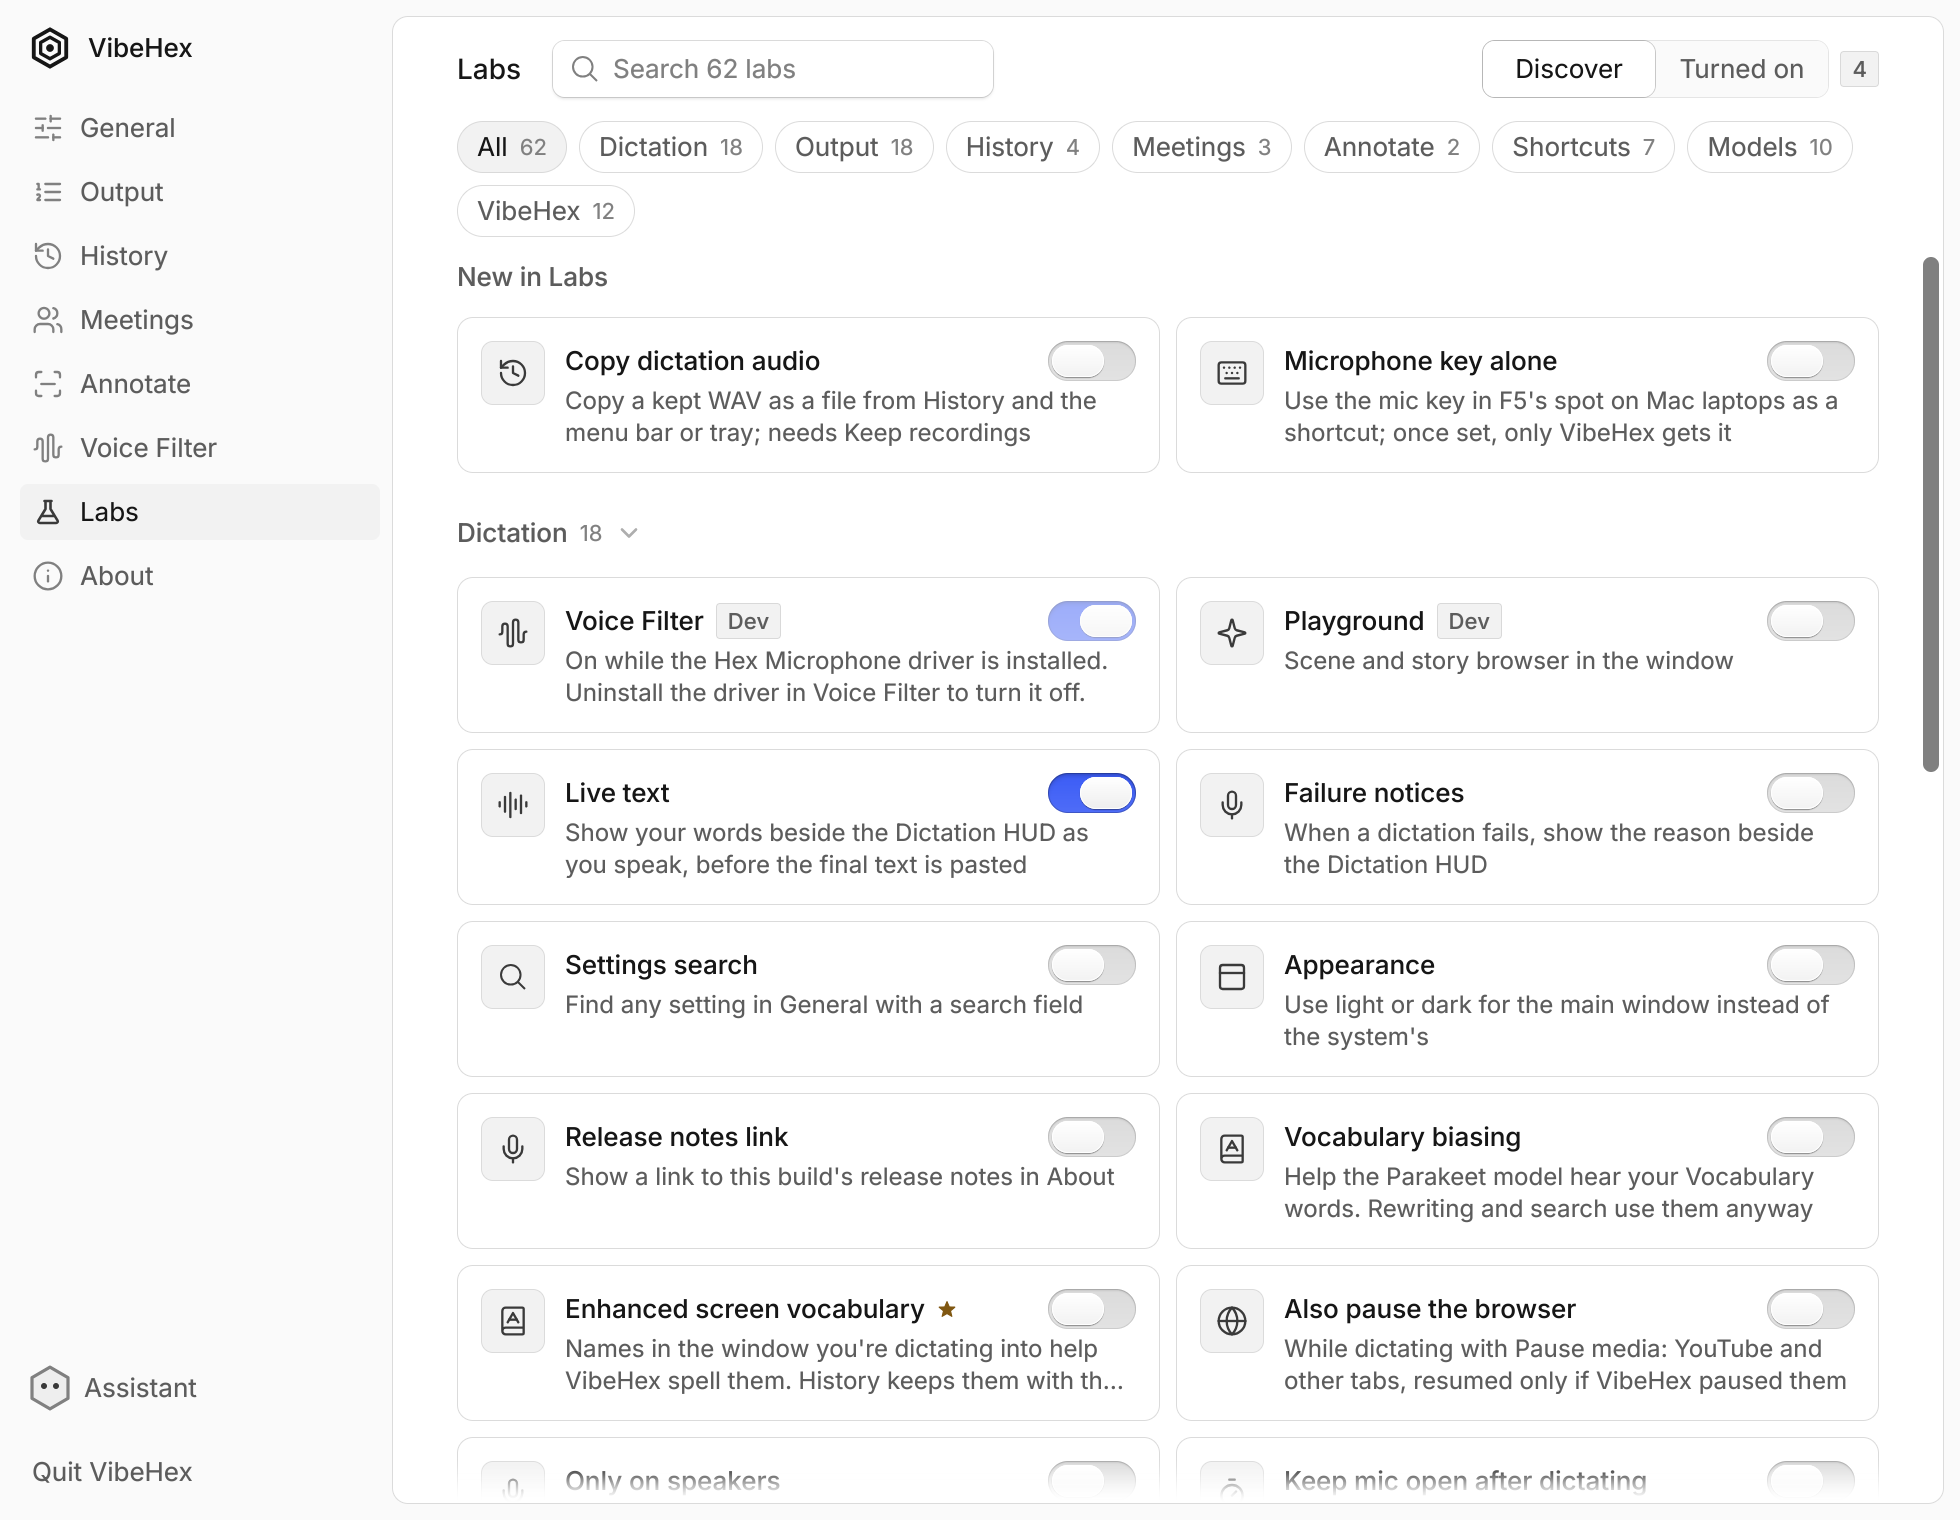 VibeHex
General
Output
History
Meetings
Annotate
Voice Filter
Labs
About
Assistant
Quit VibeHex
Labs
Search 62 labs
Discover
Turned on
4
All 62
Dictation 18
Output 18
History 4
Meetings 3
Annotate 2
Shortcuts 7
Models 10
VibeHex 12
New in Labs
Copy dictation audio
Copy a kept WAV as a file from History and the
menu bar or tray; needs Keep recordings
Microphone key alone
Use the mic key in F5's spot on Mac laptops as a
shortcut; once set, only VibeHex gets it
Dictation 18
Voice Filter Dev
On while the Hex Microphone driver is installed.
Uninstall the driver in Voice Filter to turn it off.
Playground Dev
Scene and story browser in the window
Live text
Show your words beside the Dictation HUD as
you speak, before the final text is pasted
Failure notices
When a dictation fails, show the reason beside
the Dictation HUD
Settings search
Find any setting in General with a search field
Appearance
Use light or dark for the main window instead of
the system's
Release notes link
Show a link to this build's release notes in About
Vocabulary biasing
Help the Parakeet model hear your Vocabulary
words. Rewriting and search use them anyway
Enhanced screen vocabulary
Names in the window you're dictating into help
VibeHex spell them. History keeps them with th...
Also pause the browser
While dictating with Pause media: YouTube and
other tabs, resumed only if VibeHex paused them
Only on speakers
Keep mic open after dictating